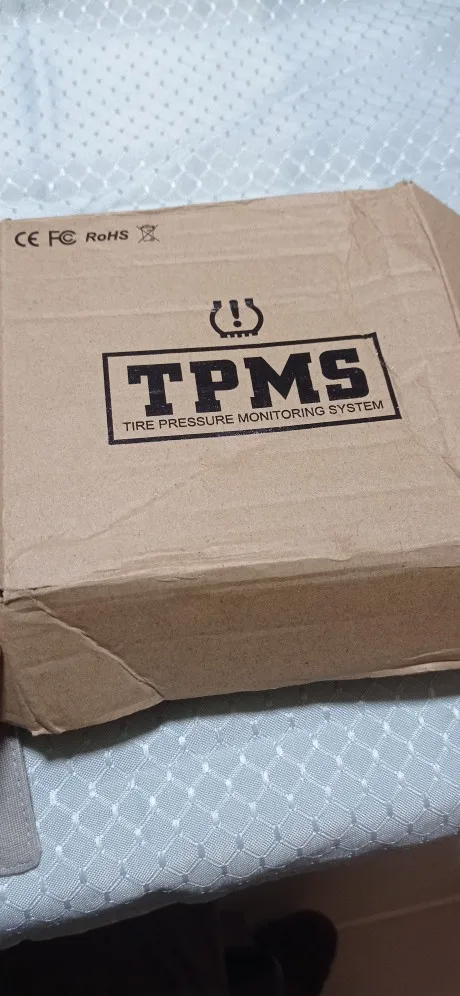 CE FC RoHS
TPMS
TIRE PRESSURE MONITORING SYSTEM